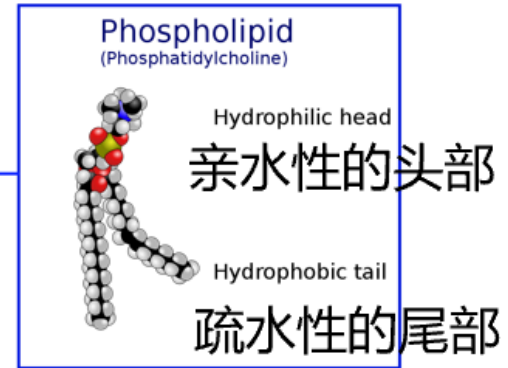 Phospholipid
(Phosphatidylcholine)
Hydrophilic head
亲水性的头部
Hydrophobic tail
疏水性的尾部